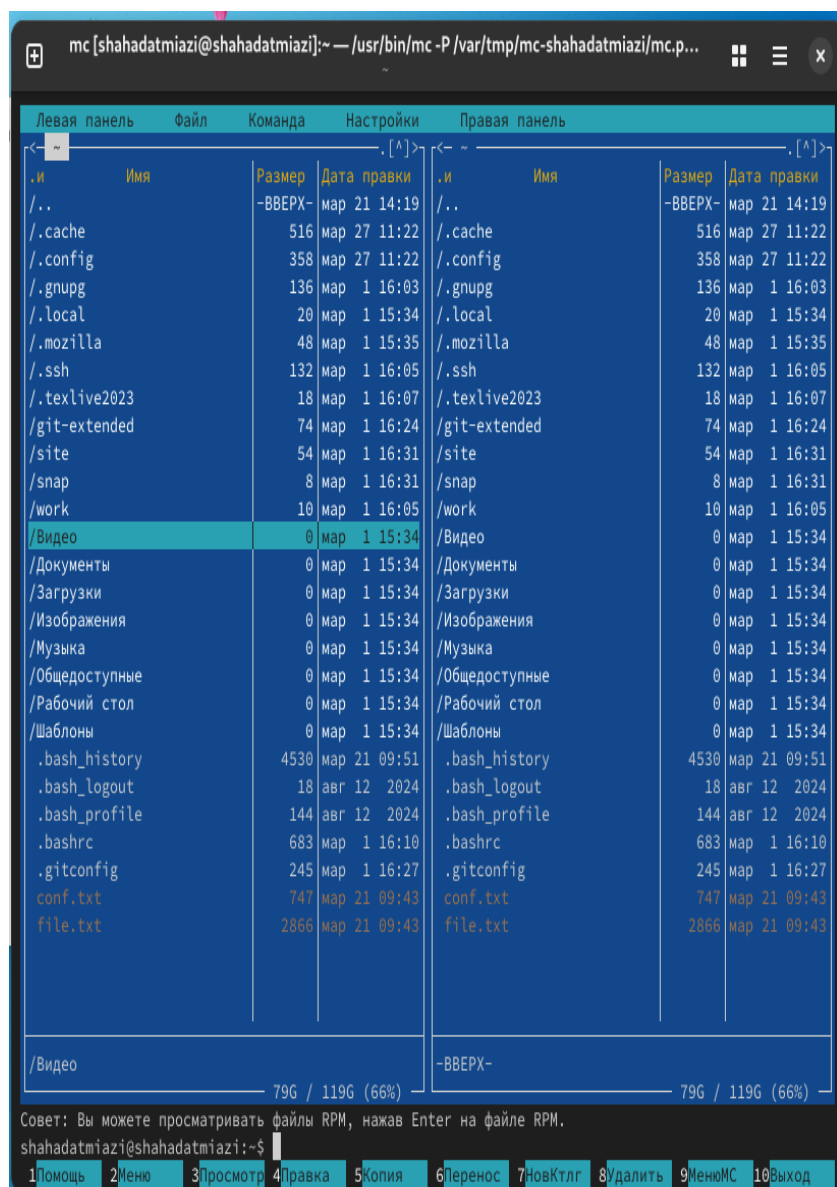 mc [shahadatmiazi@shahadatmiazi]:~ — /usr/bin/mc -P /var/tmp/mc-shahadatmiazi/mc.p...
~
Левая панель Файл Команда Настройки Правая панель
<─ ~ ─.[^]> <─ ~ ─.[^]>
.и Имя Размер Дата правки .и Имя Размер Дата правки
/.. -ВВЕРХ- мар 21 14:19 /.. -ВВЕРХ- мар 21 14:19
/.cache 516 мар 27 11:22 /.cache 516 мар 27 11:22
/.config 358 мар 27 11:22 /.config 358 мар 27 11:22
/.gnupg 136 мар 1 16:03 /.gnupg 136 мар 1 16:03
/.local 20 мар 1 15:34 /.local 20 мар 1 15:34
/.mozilla 48 мар 1 15:35 /.mozilla 48 мар 1 15:35
/.ssh 132 мар 1 16:05 /.ssh 132 мар 1 16:05
/.texlive2023 18 мар 1 16:07 /.texlive2023 18 мар 1 16:07
/git-extended 74 мар 1 16:24 /git-extended 74 мар 1 16:24
/site 54 мар 1 16:31 /site 54 мар 1 16:31
/snap 8 мар 1 16:31 /snap 8 мар 1 16:31
/work 10 мар 1 16:05 /work 10 мар 1 16:05
/Видео 0 мар 1 15:34 /Видео 0 мар 1 15:34
/Документы 0 мар 1 15:34 /Документы 0 мар 1 15:34
/Загрузки 0 мар 1 15:34 /Загрузки 0 мар 1 15:34
/Изображения 0 мар 1 15:34 /Изображения 0 мар 1 15:34
/Музыка 0 мар 1 15:34 /Музыка 0 мар 1 15:34
/Общедоступные 0 мар 1 15:34 /Общедоступные 0 мар 1 15:34
/Рабочий стол 0 мар 1 15:34 /Рабочий стол 0 мар 1 15:34
/Шаблоны 0 мар 1 15:34 /Шаблоны 0 мар 1 15:34
.bash_history 4530 мар 21 09:51 .bash_history 4530 мар 21 09:51
.bash_logout 18 авг 12 2024 .bash_logout 18 авг 12 2024
.bash_profile 144 авг 12 2024 .bash_profile 144 авг 12 2024
.bashrc 683 мар 1 16:10 .bashrc 683 мар 1 16:10
.gitconfig 245 мар 1 16:27 .gitconfig 245 мар 1 16:27
conf.txt 747 мар 21 09:43 conf.txt 747 мар 21 09:43
file.txt 2866 мар 21 09:43 file.txt 2866 мар 21 09:43
/Видео -ВВЕРХ-
79G / 119G (66%) 79G / 119G (66%)
Совет: Вы можете просматривать файлы RPM, нажав Enter на файле RPM.
shahadatmiazi@shahadatmiazi:~$
1Помощь 2Меню 3Просмотр 4Правка 5Копия 6Перенос 7НовКтлг 8Удалить 9МенюМС 10Выход